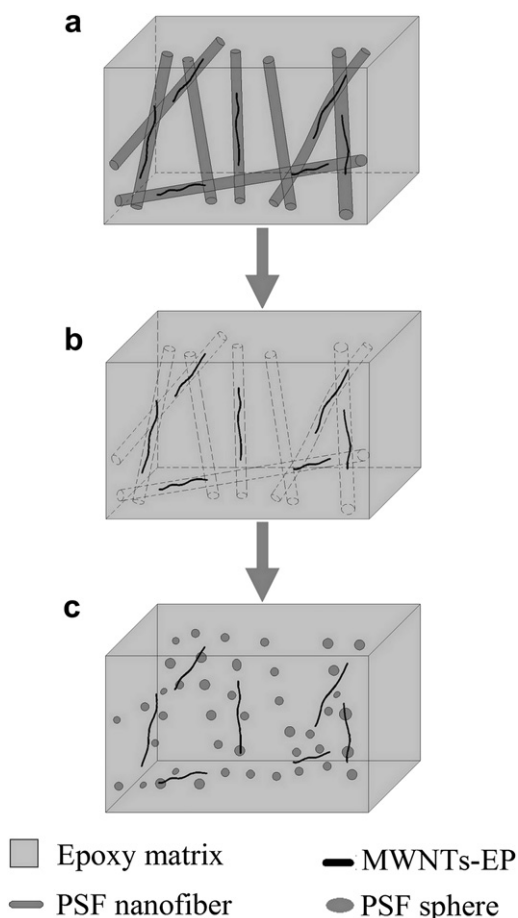 a
b
c
Epoxy matrix
MWNTs-EP
PSF nanofiber
PSF sphere